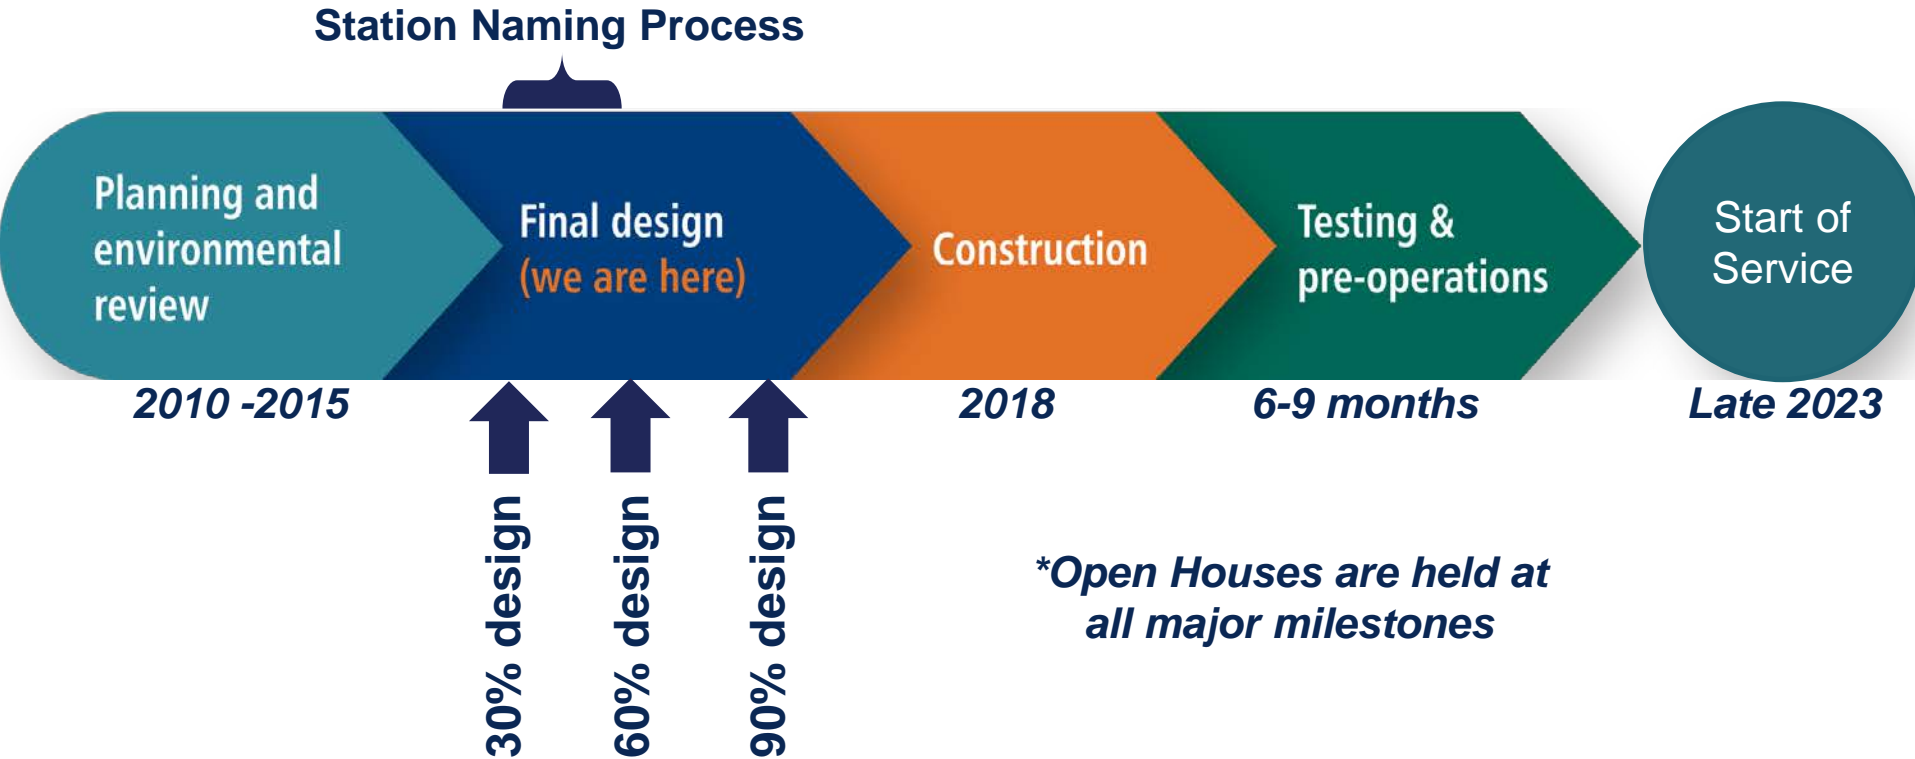 Station Naming Process
Planning and
environmental
review
Final design
(we are here)
Construction
Testing &
pre-operations
Start of
Service
2010 -2015
2018
6-9 months
Late 2023
30% design
60% design
90% design
*Open Houses are held at
all major milestones